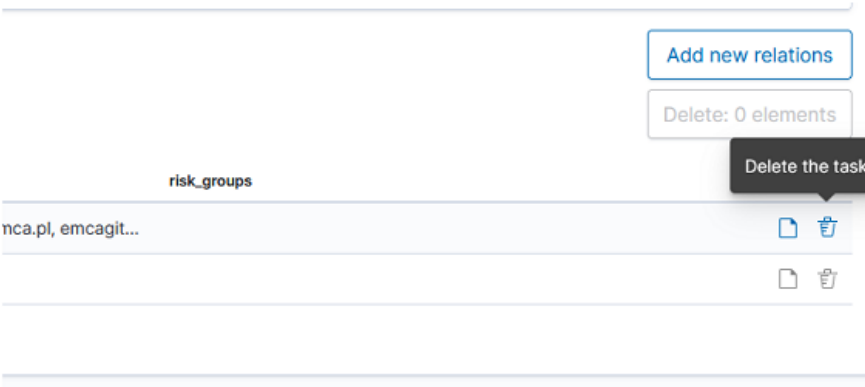 Add new relations
Delete: 0 elements
Delete the task
risk_groups
mca.pl, emcagit...